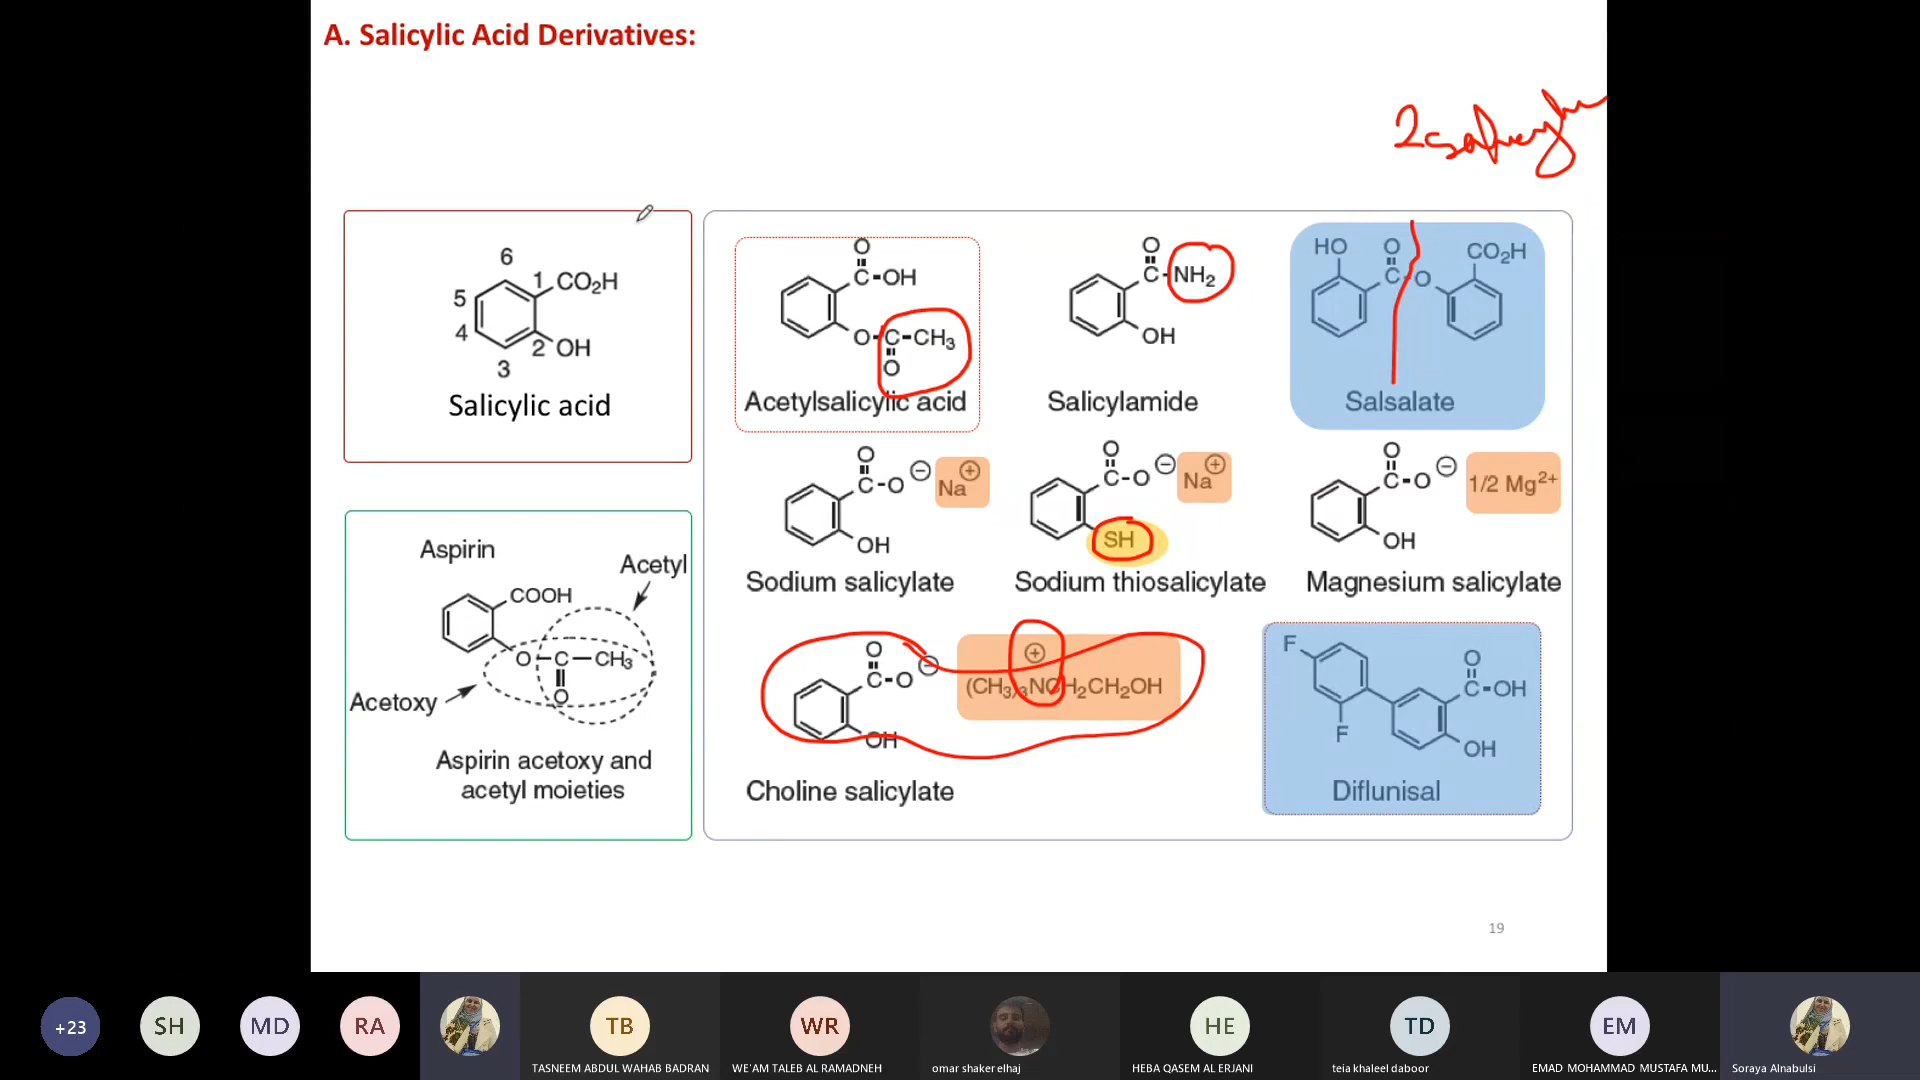 A. Salicylic Acid Derivatives:
6
1
CO₂H
5
4
2
OH
3
Salicylic acid
Aspirin
Acetyl
COOH
O–C–CH₃
O
Acetoxy
Aspirin acetoxy and
acetyl moieties
O
C-OH
O-C-CH₃
O
Acetylsalicylic acid
O
C-NH₂
OH
Salicylamide
HO
O
C-O
CO₂H
Salsalate
O
C-O ⊖ Na ⊕
OH
Sodium salicylate
O
C-O ⊖ Na ⊕
SH
Sodium thiosalicylate
O
C-O ⊖ 1/2 Mg²⁺
OH
Magnesium salicylate
O
C-O ⊖ ⊕
(CH₃)₃NCH₂CH₂OH
OH
Choline salicylate
F
F
O
C-OH
OH
Diflunisal
19
+23
SH
MD
RA
TB
TASNEEM ABDUL WAHAB BADRAN
WR
WE'AM TALEB AL RAMADNEH
omar shaker elhaj
HE
HEBA QASEM AL ERJANI
TD
teia khaleel daboor
EM
EMAD MOHAMMAD MUSTAFA MU...
Soraya Alnabulsi